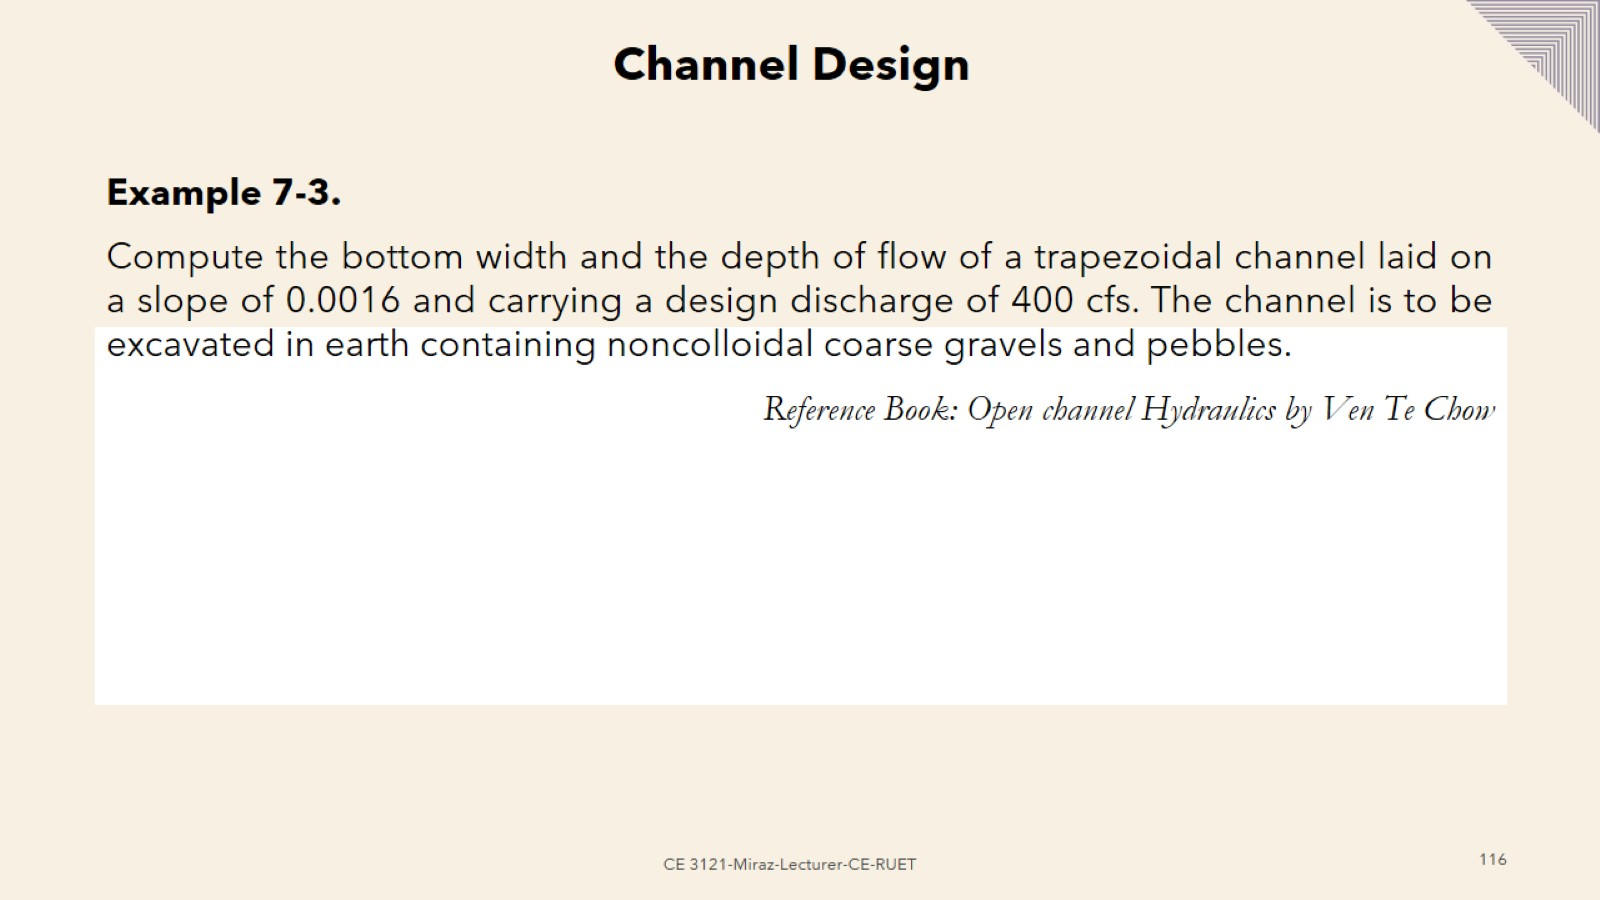 Channel Design
Example 7-3.
Compute the bottom width and the depth of flow of a trapezoidal channel laid on
a slope of 0.0016 and carrying a design discharge of 400 cfs. The channel is to be
excavated in earth containing noncolloidal coarse gravels and pebbles.
Reference Book: Open channel Hydraulics by Ven Te Chow
CE 3121-Miraz-Lecturer-CE-RUET
116